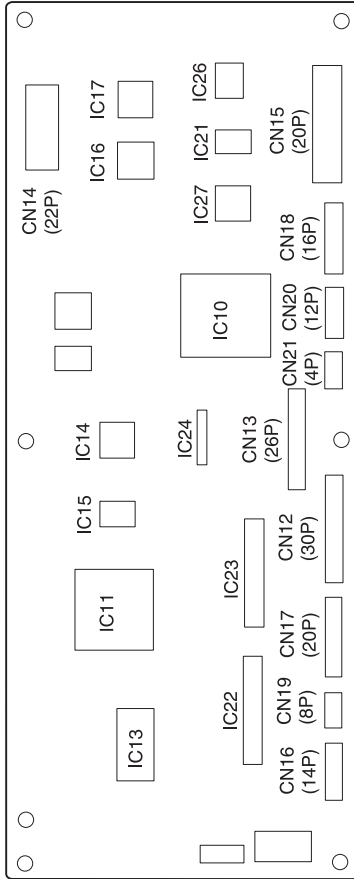 IC17
IC26
CN15
(20P)
CN14
(22P)
IC16
IC21
IC27
CN18
(16P)
IC10
CN20
(12P)
CN21
(4P)
IC14
IC24
CN13
(26P)
IC15
CN12
(30P)
IC11
IC23
CN17
(20P)
IC22
CN19
(8P)
IC13
CN16
(14P)